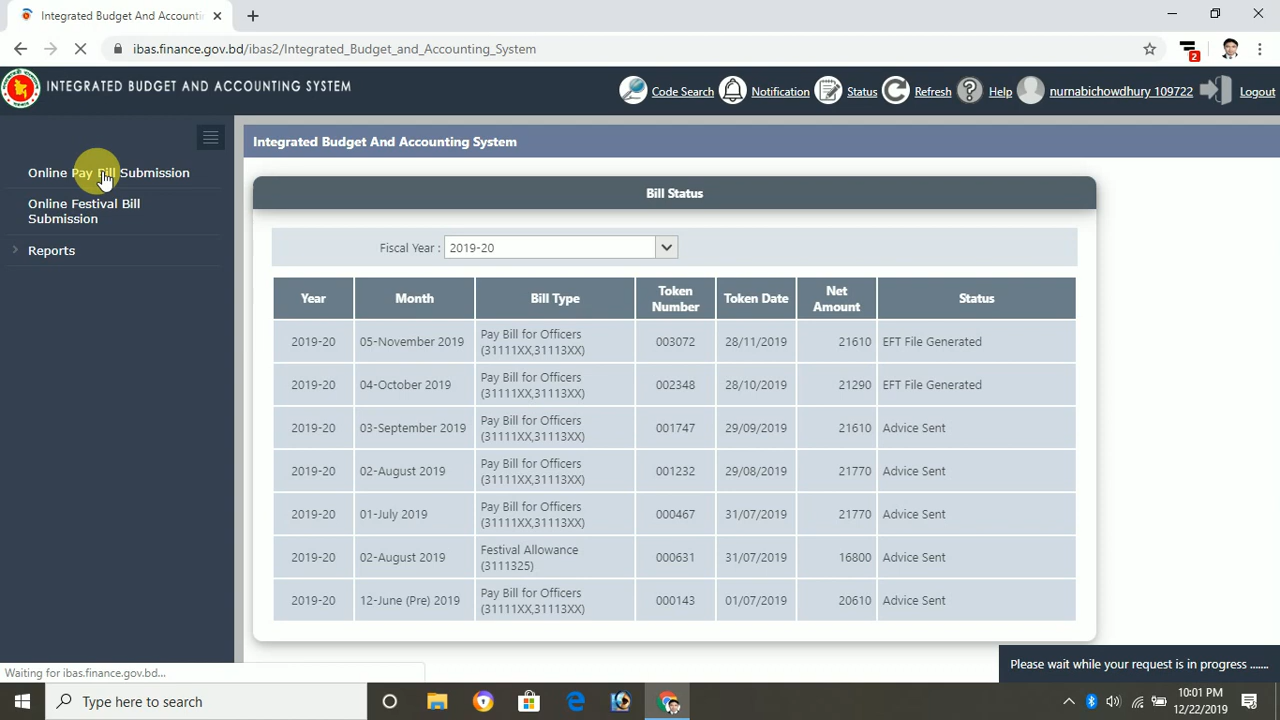 Integrated Budget And Accounti
ibas.finance.gov.bd/ibas2/Integrated_Budget_and_Accounting_System
2
INTEGRATED BUDGET AND ACCOUNTING SYSTEM
Code Search
Notification
Status
Refresh
Help
nurnabichowdhury 109722
Logout
Online Pay Bill Submission
Online Festival Bill
Submission
Reports
Integrated Budget And Accounting System
Bill Status
Fiscal Year : 2019-20
Year Month Bill Type Token Number Token Date Net Amount Status
2019-20 05-November 2019 Pay Bill for Officers (31111XX,31113XX) 003072 28/11/2019 21610 EFT File Generated
2019-20 04-October 2019 Pay Bill for Officers (31111XX,31113XX) 002348 28/10/2019 21290 EFT File Generated
2019-20 03-September 2019 Pay Bill for Officers (31111XX,31113XX) 001747 29/09/2019 21610 Advice Sent
2019-20 02-August 2019 Pay Bill for Officers (31111XX,31113XX) 001232 29/08/2019 21770 Advice Sent
2019-20 01-July 2019 Pay Bill for Officers (31111XX,31113XX) 000467 31/07/2019 21770 Advice Sent
2019-20 02-August 2019 Festival Allowance (3111325) 000631 31/07/2019 16800 Advice Sent
2019-20 12-June (Pre) 2019 Pay Bill for Officers (31111XX,31113XX) 000143 01/07/2019 20610 Advice Sent
Waiting for ibas.finance.gov.bd...
Please wait while your request is in progress .......
Type here to search
10:01 PM
12/22/2019